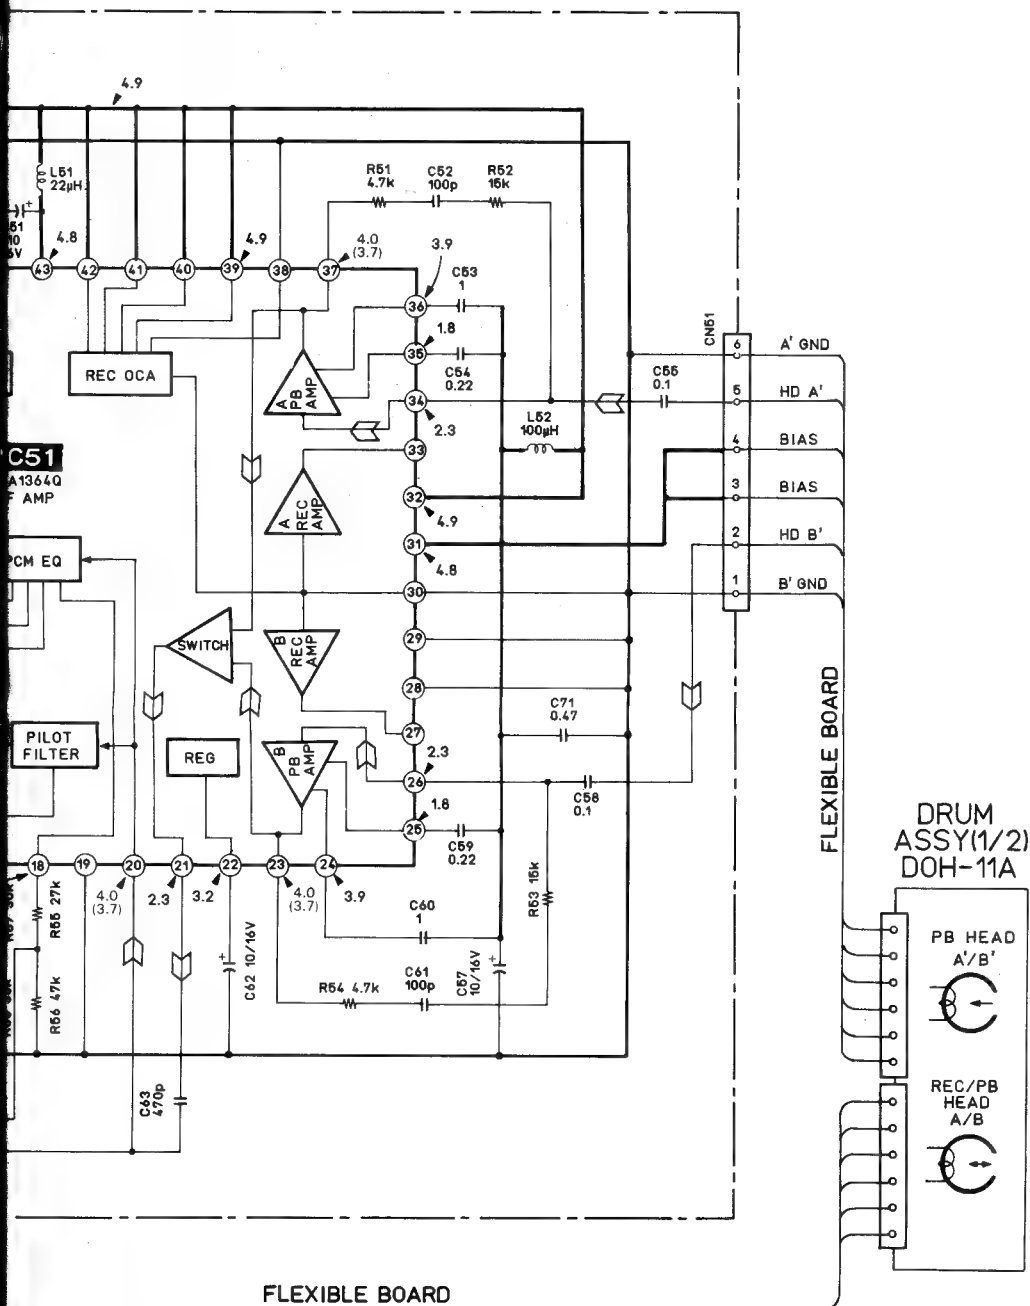 4.9
L51
22μH
+
4.8
4.9
4.0
(3.7)
R51
4.7k
C52
100p
R52
15k
3.9
C53
1
43
42
41
40
39
38
37
36
1.8
35
C54
0.22
34
2.3
33
32
4.9
31
4.8
30
29
28
27
2.3
26
1.8
25
REC OCA
A
PB
AMP
A
REC
AMP
L52
100μH
C55
0.1
CN51
6
A' GND
5
HD A'
4
BIAS
3
BIAS
2
HD B'
1
B' GND
C51
A1364Q
AMP
PCM EQ
SWITCH
B
REC
AMP
PILOT
FILTER
REG
B
PB
AMP
C71
0.47
C58
0.1
C59
0.22
FLEXIBLE BOARD
DRUM
ASSY(1/2)
DOH-11A
18
19
20
21
22
23
24
4.0
(3.7)
2.3
3.2
4.0
(3.7)
3.9
R55 27k
R56 47k
C62 10/16V
+
C60
1
R53 15k
C57
10/16V
+
R54 4.7k
C61
100p
C63
470p
PB HEAD
A'/B'
REC/PB
HEAD
A/B
FLEXIBLE BOARD